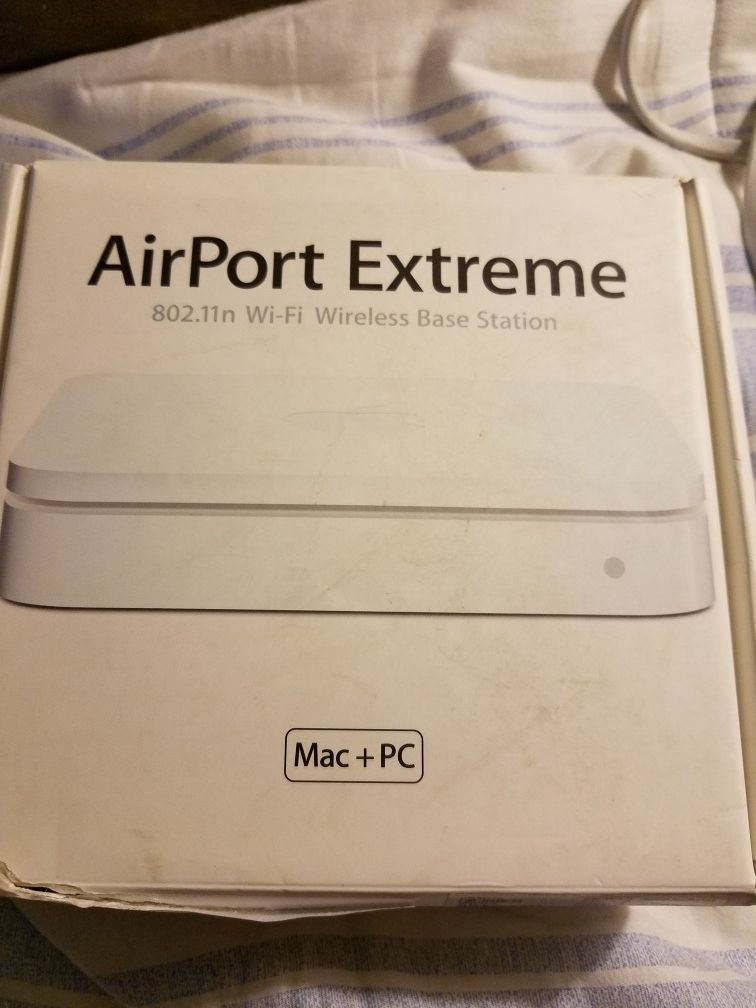 AirPort Extreme
802.11n Wi-Fi Wireless Base Station
Mac + PC